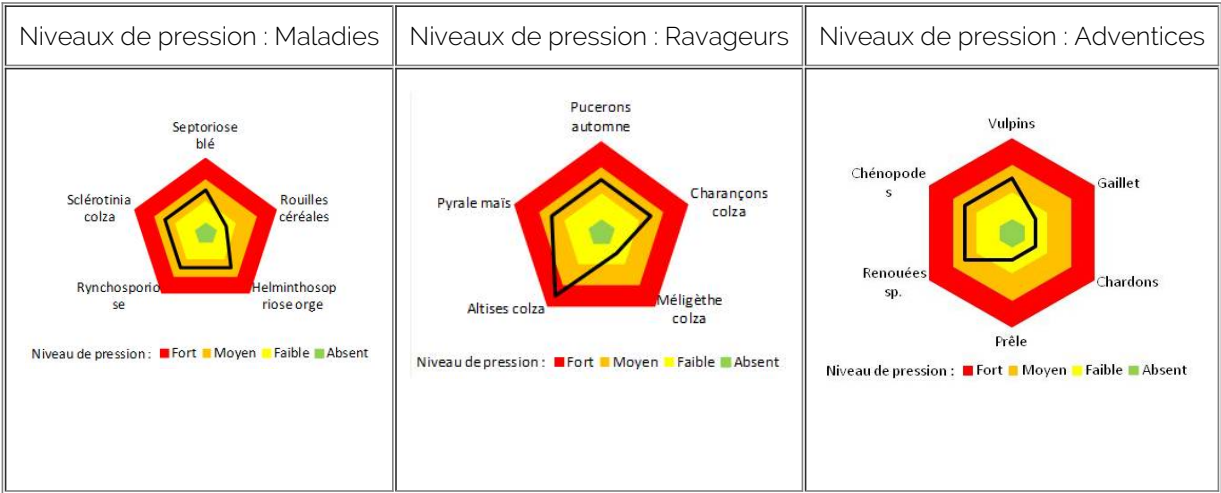 Niveaux de pression : Maladies
Niveaux de pression : Ravageurs
Niveaux de pression : Adventices
Septoriose
blé
Sclérotinia
colza
Rouilles
céréales
Rynchosporio
se
Helminthosop
riose orge
Niveau de pression : Fort Moyen Faible Absent
Pucerons
automne
Pyrale maïs
Charançons
colza
Altises colza
Méligèthe
colza
Niveau de pression : Fort Moyen Faible Absent
Vulpins
Chénopode
s
Gaillet
Renouées
sp.
Chardons
Prêle
Niveau de pression : Fort Moyen Faible Absent